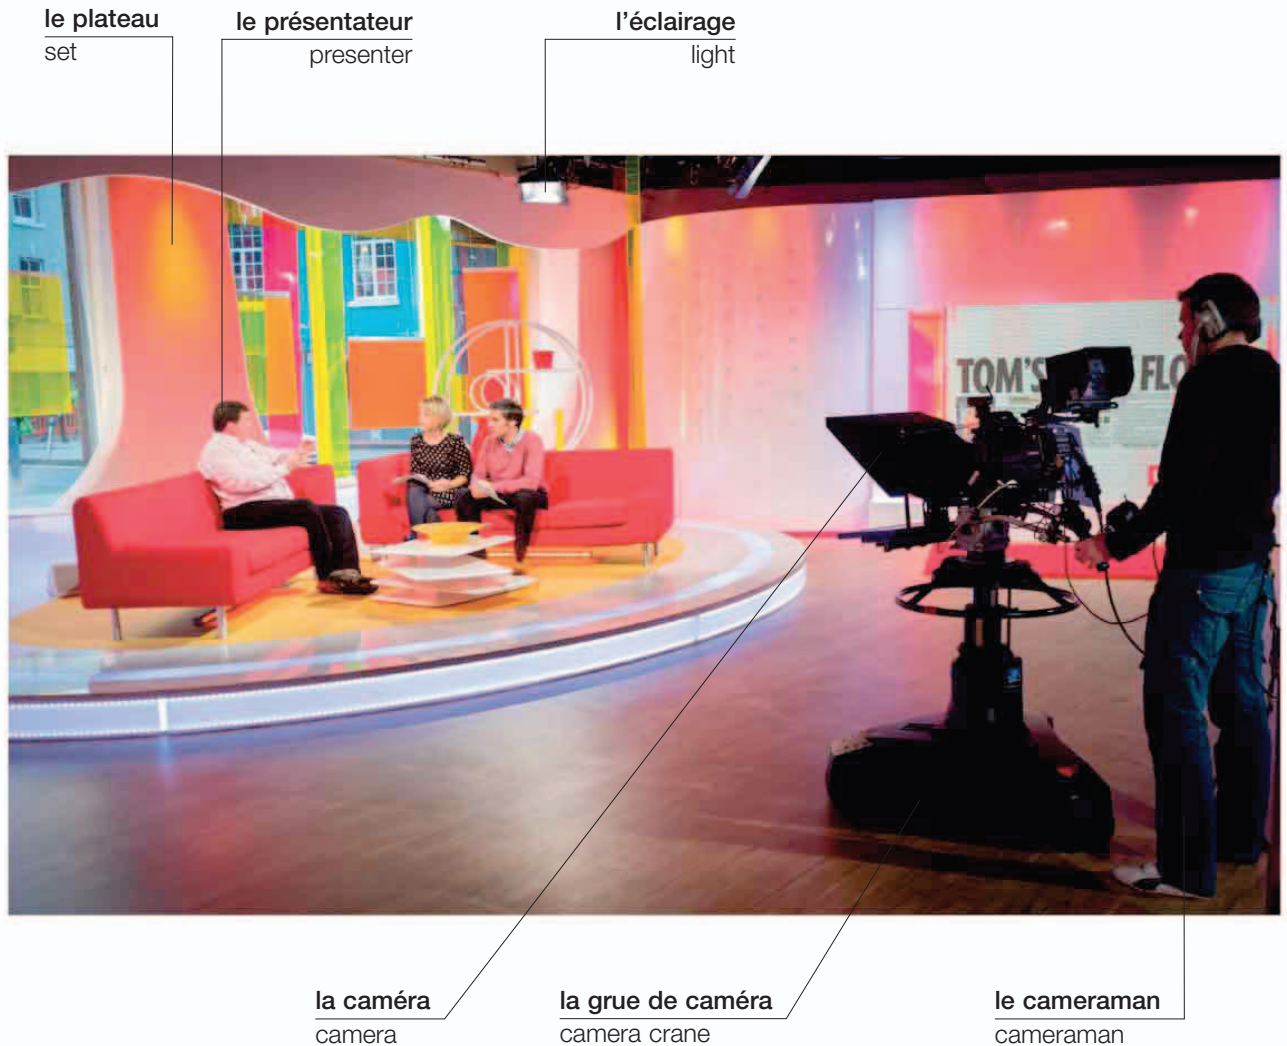 le plateau
set
le présentateur
presenter
l'éclairage
light
TOM'S
la caméra
camera
la grue de caméra
camera crane
le cameraman
cameraman